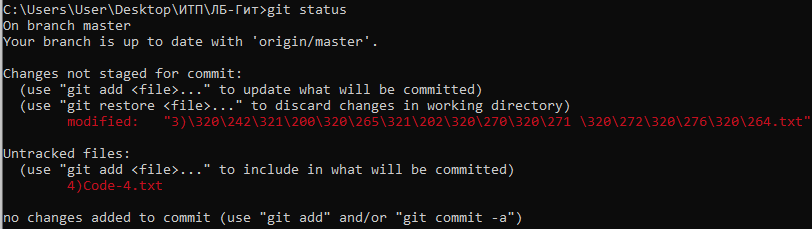 C:\Users\User\Desktop\ИТП\ЛБ-Гит>git status
On branch master
Your branch is up to date with 'origin/master'.
Changes not staged for commit:
(use "git add <file>..." to update what will be committed)
(use "git restore <file>..." to discard changes in working directory)
modified: "3)\320\242\321\200\320\265\321\202\320\270\320\271 \320\272\320\276\320\264.txt"
Untracked files:
(use "git add <file>..." to include in what will be committed)
4)Code-4.txt
no changes added to commit (use "git add" and/or "git commit -a")